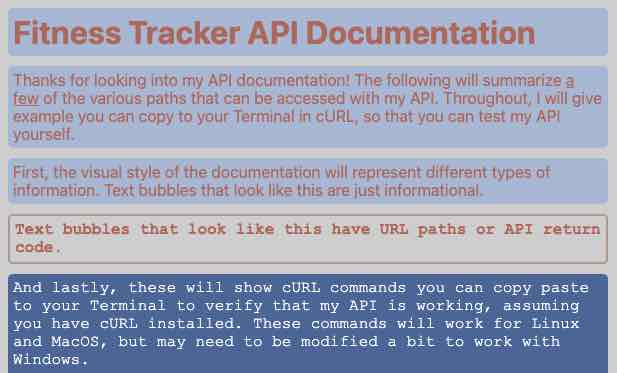 Fitness Tracker API Documentation
Thanks for looking into my API documentation! The following will summarize a
few of the various paths that can be accessed with my API. Throughout, I will give
example you can copy to your Terminal in cURL, so that you can test my API
yourself.
First, the visual style of the documentation will represent different types of
information. Text bubbles that look like this are just informational.
Text bubbles that look like this have URL paths or API return
code.
And lastly, these will show cURL commands you can copy paste
to your Terminal to verify that my API is working, assuming
you have cURL installed. These commands will work for Linux
and MacOS, but may need to be modified a bit to work with
Windows.